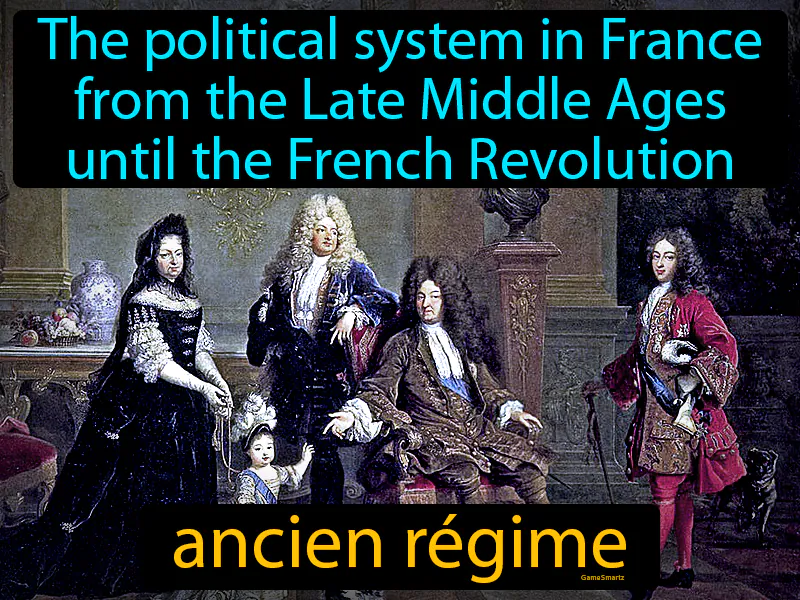 The political system in France
from the Late Middle Ages
until the French Revolution
ancien régime
GameSmartz